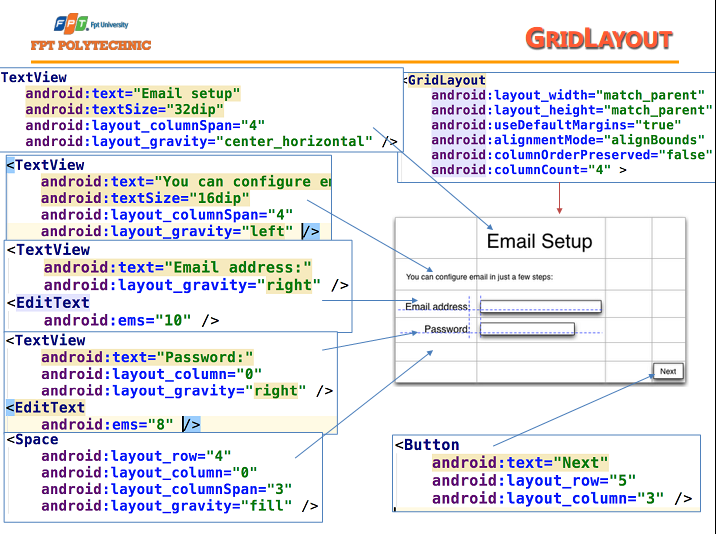 FPT. Fpt University
FPT POLYTECHNIC
GRIDLAYOUT
TextView
android:text="Email setup"
android:textSize="32dip"
android:layout_columnSpan="4"
android:layout_gravity="center_horizontal" />
<GridLayout
android:layout_width="match_parent"
android:layout_height="match_parent"
android:useDefaultMargins="true"
android:alignmentMode="alignBounds"
android:columnOrderPreserved="false"
android:columnCount="4" >
<TextView
android:text="You can configure e
android:textSize="16dip"
android:layout_columnSpan="4"
android:layout_gravity="left" />
<TextView
android:text="Email address:"
android:layout_gravity="right" />
<EditText
android:ems="10" />
<TextView
android:text="Password:"
android:layout_column="0"
android:layout_gravity="right" />
<EditText
android:ems="8" />
<Space
android:layout_row="4"
android:layout_column="0"
android:layout_columnSpan="3"
android:layout_gravity="fill" />
Email Setup
You can configure email in just a few steps:
Email address
Password
Next
<Button
android:text="Next"
android:layout_row="5"
android:layout_column="3" />